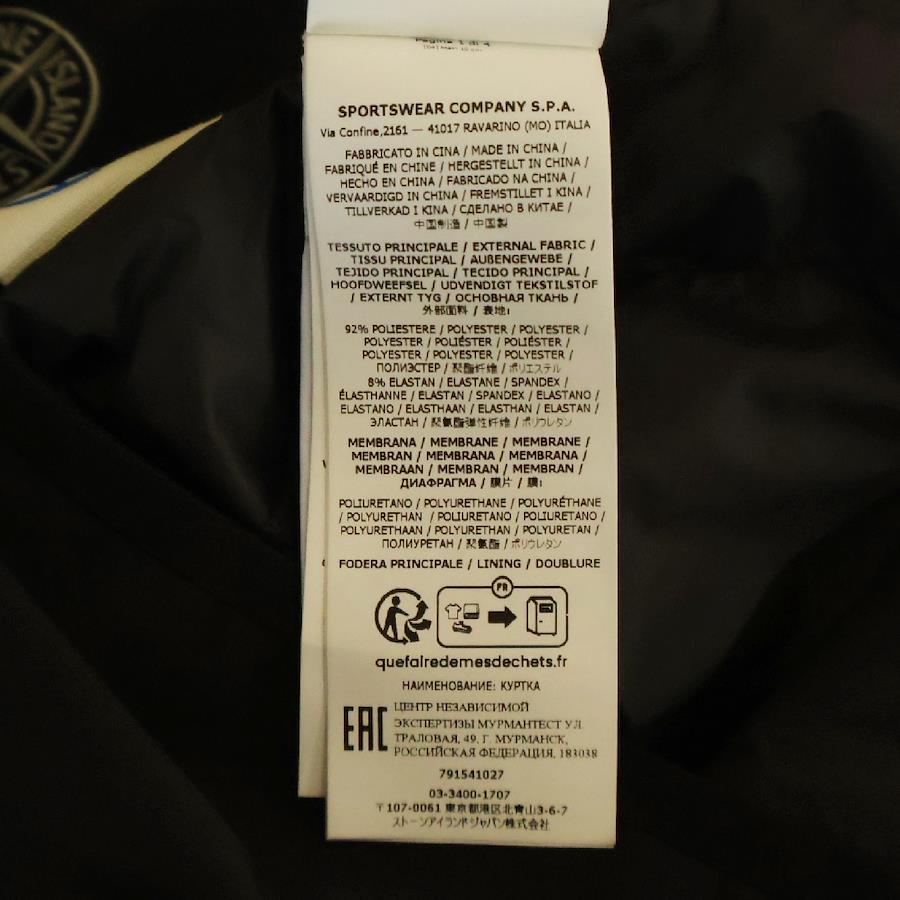 NE ISLAND
Pagina 1 di 4
SPORTSWEAR COMPANY S.P.A.
Via Confine,2161 — 41017 RAVARINO (MO) ITALIA
FABBRICATO IN CINA / MADE IN CHINA /
FABRIQUÉ EN CHINE / HERGESTELLT IN CHINA /
HECHO EN CHINA / FABRICADO NA CHINA /
VERVAARDIGD IN CHINA / FREMSTILLET I KINA /
TILLVERKAD I KINA / СДЕЛАНО В КИТАЕ /
中国制造 / 中国製
TESSUTO PRINCIPALE / EXTERNAL FABRIC /
TISSU PRINCIPAL / AUßENGEWEBE /
TEJIDO PRINCIPAL / TECIDO PRINCIPAL /
HOOFDWEEFSEL / UDVENDIGT TEKSTILSTOF
/ EXTERNT TYG / ОСНОВНАЯ ТКАНЬ /
外部面料 / 表地:
92% POLIESTERE / POLYESTER / POLYESTER /
POLYESTER / POLIÉSTER / POLIÉSTER /
POLYESTER / POLYESTER / POLYESTER /
ПОЛИЭСТЕР / 聚酯纤维 / ポリエステル
8% ELASTAN / ELASTANE / SPANDEX /
ÉLASTHANNE / ELASTAN / SPANDEX / ELASTANO /
ELASTANO / ELASTHAAN / ELASTHAN / ELASTAN /
ЭЛАСТАН / 聚氨酯弹性纤维 / ポリウレタン
MEMBRANA / MEMBRANE / MEMBRANE /
MEMBRAN / MEMBRANA / MEMBRANA /
MEMBRAAN / MEMBRAN / MEMBRAN /
ДИАФРАГМА / 膜片 / 膜:
POLIURETANO / POLYURETHANE / POLYURÉTHANE
/ POLYURETHAN / POLIURETANO / POLIURETANO /
POLYURETHAAN / POLYURETHAN / POLYURETAN /
ПОЛИУРЕТАН / 聚氨酯 / ポリウレタン
FODERA PRINCIPALE / LINING / DOUBLURE
FR
quefairedemesdechets.fr
НАИМЕНОВАНИЕ: КУРТКА
EAC
ЦЕНТР НЕЗАВИСИМОЙ
ЭКСПЕРТИЗЫ МУРМАНТЕСТ УЛ.
ТРАЛОВАЯ, 49, Г. МУРМАНСК,
РОССИЙСКАЯ ФЕДЕРАЦИЯ, 183038
791541027
03-3400-1707
〒107-0061 東京都港区北青山3-6-7
ストーンアイランドジャパン株式会社